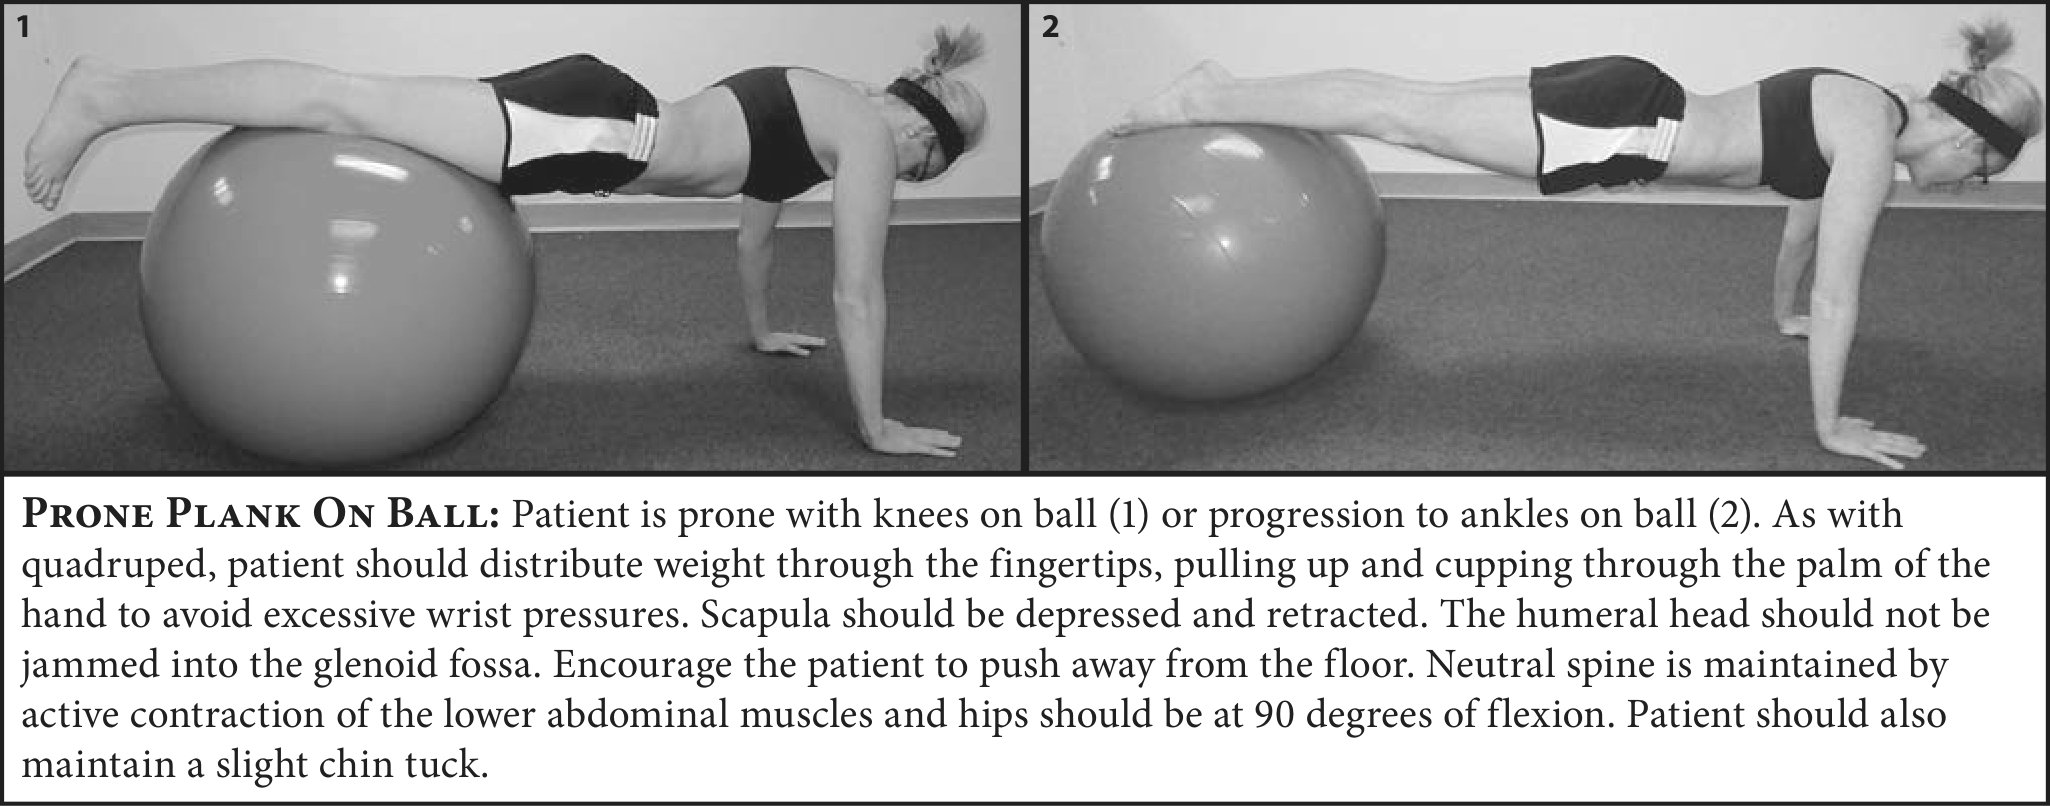 1
2
PRONE PLANK ON BALL: Patient is prone with knees on ball (1) or progression to ankles on ball (2). As with
quadruped, patient should distribute weight through the fingertips, pulling up and cupping through the palm of the
hand to avoid excessive wrist pressures. Scapula should be depressed and retracted. The humeral head should not be
jammed into the glenoid fossa. Encourage the patient to push away from the floor. Neutral spine is maintained by
active contraction of the lower abdominal muscles and hips should be at 90 degrees of flexion. Patient should also
maintain a slight chin tuck.